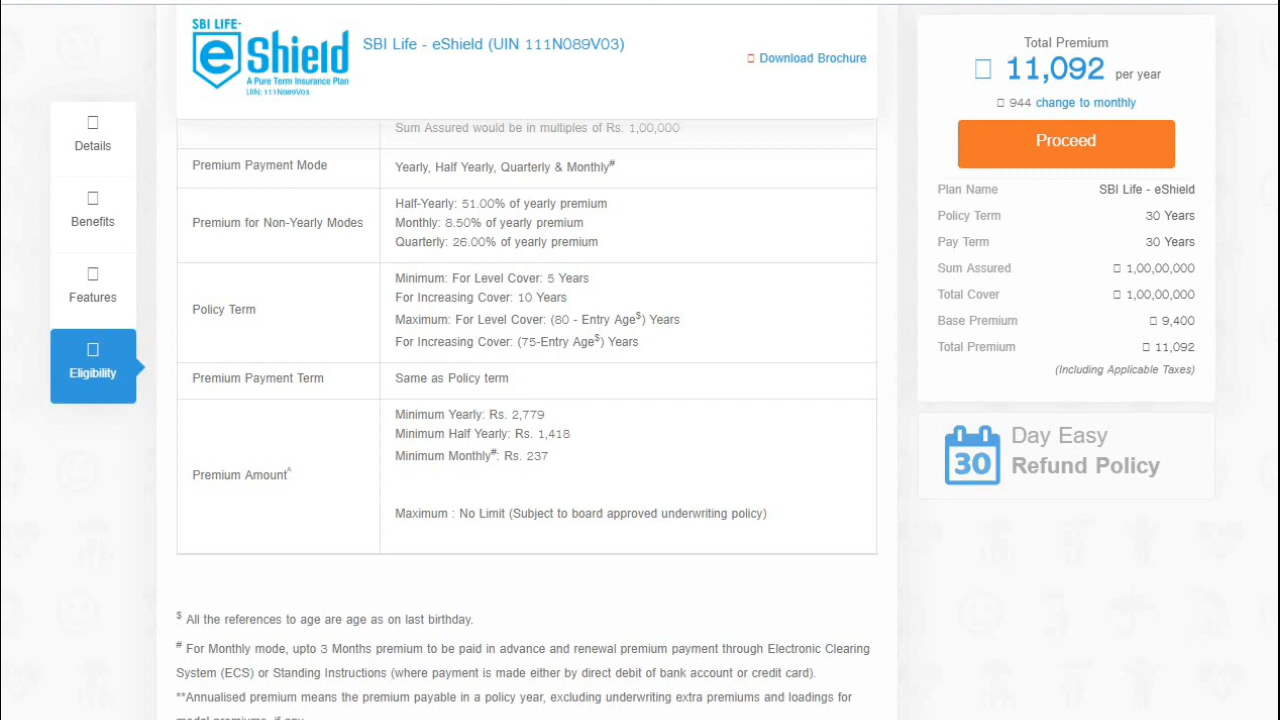 SBI LIFE-
eShield
A Pure Term Insurance Plan
UIN: 111N089V03
SBI Life - eShield (UIN 111N089V03)
Download Brochure
Details
Benefits
Features
Eligibility
Sum Assured would be in multiples of Rs. 1,00,000
Premium Payment Mode
Yearly, Half Yearly, Quarterly & Monthly#
Premium for Non-Yearly Modes
Half-Yearly: 51.00% of yearly premium
Monthly: 8.50% of yearly premium
Quarterly: 26.00% of yearly premium
Policy Term
Minimum: For Level Cover: 5 Years
For Increasing Cover: 10 Years
Maximum: For Level Cover: (80 - Entry Age$) Years
For Increasing Cover: (75-Entry Age$) Years
Premium Payment Term
Same as Policy term
Premium Amount^
Minimum Yearly: Rs. 2,779
Minimum Half Yearly: Rs. 1,418
Minimum Monthly#: Rs. 237
Maximum : No Limit (Subject to board approved underwriting policy)
$ All the references to age are age as on last birthday.
# For Monthly mode, upto 3 Months premium to be paid in advance and renewal premium payment through Electronic Clearing
System (ECS) or Standing Instructions (where payment is made either by direct debit of bank account or credit card).
**Annualised premium means the premium payable in a policy year, excluding underwriting extra premiums and loadings for
modal premiums, if any.
Total Premium
11,092 per year
944 change to monthly
Proceed
Plan Name SBI Life - eShield
Policy Term 30 Years
Pay Term 30 Years
Sum Assured 1,00,00,000
Total Cover 1,00,00,000
Base Premium 9,400
Total Premium 11,092
(Including Applicable Taxes)
30
Day Easy
Refund Policy